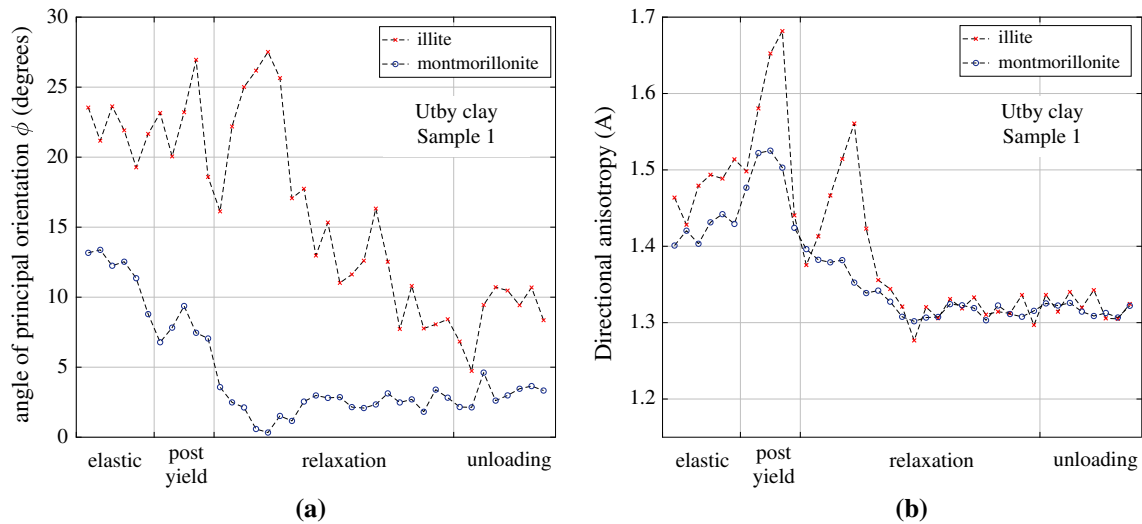 30
25
20
15
10
5
0
angle of principal orientation ϕ (degrees)
illite
montmorillonite
Utby clay
Sample 1
elastic
post
yield
relaxation
unloading
(a)
1.7
1.6
1.5
1.4
1.3
1.2
Directional anisotropy (A)
illite
montmorillonite
Utby clay
Sample 1
elastic
post
yield
relaxation
unloading
(b)